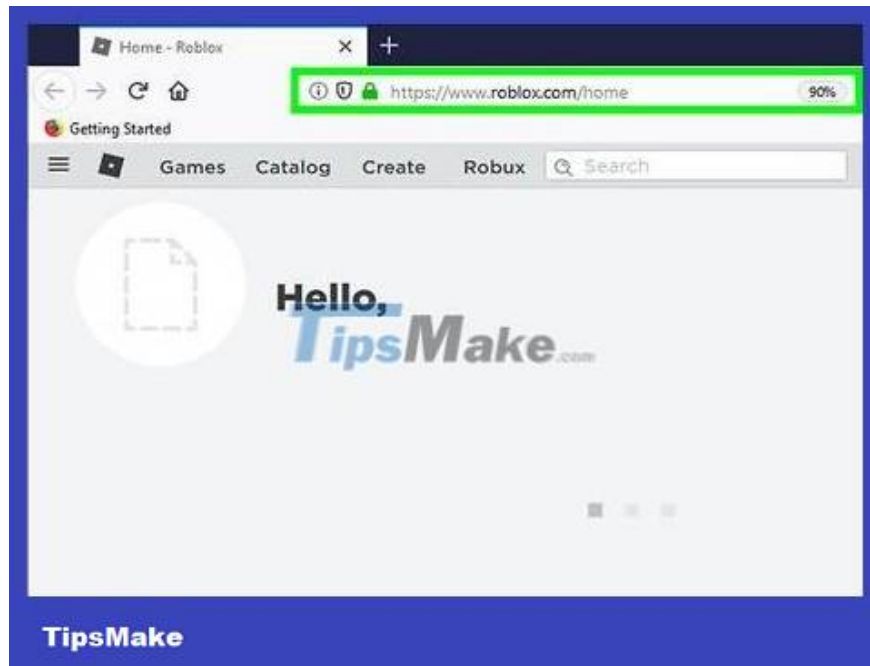 Home - Roblox
https://www.roblox.com/home 90%
Getting Started
Games Catalog Create Robux Search
Hello,
TipsMake.com
TipsMake